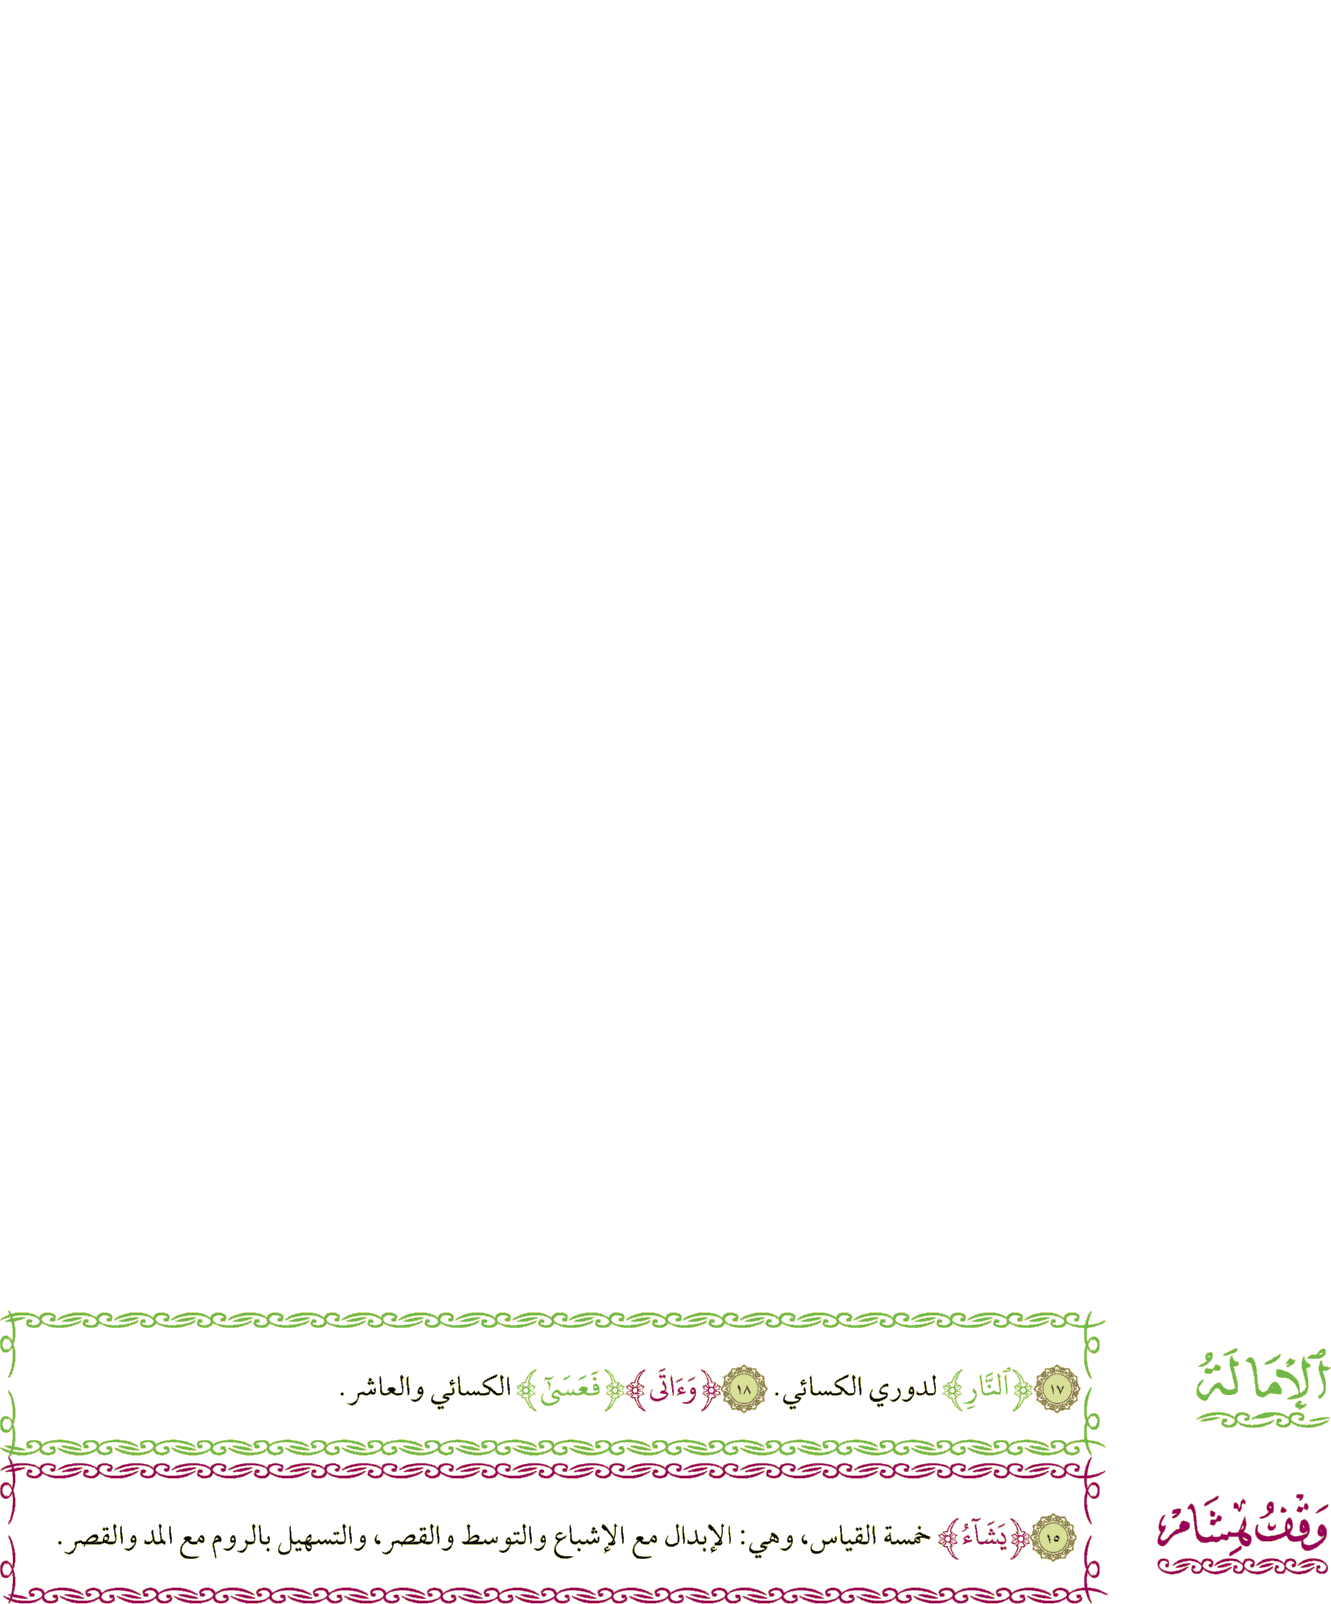 ٱلْإِمَالَةُ
١٧ ﴿ٱلنَّارِ﴾ لدوري الكسائي. ١٨ ﴿وَءَاتَى﴾ ﴿فَعَسَىٰٓ﴾ الكسائي والعاشر.
وَقْفُ هِشَامْ
١٥ ﴿يَشَآءُ﴾ خمسة القياس، وهي: الإبدال مع الإشباع والتوسط والقصر، والتسهيل بالروم مع المد والقصر.